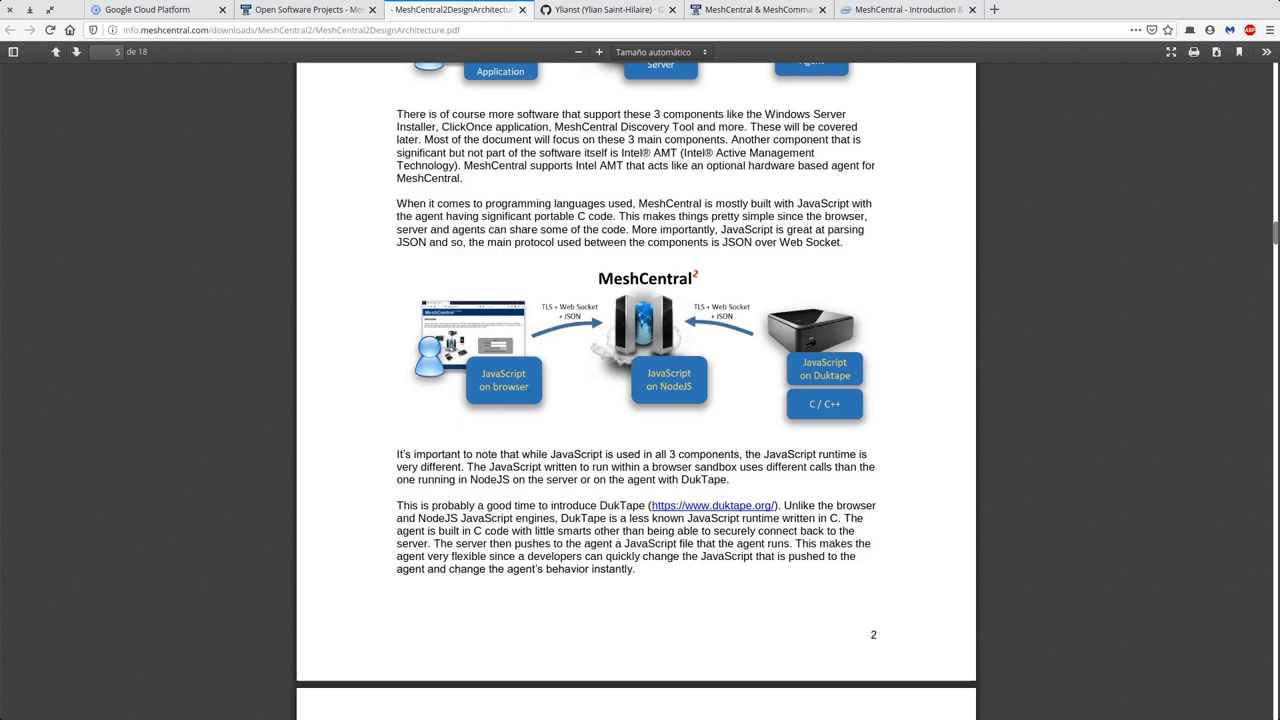 Google Cloud Platform
Open Software Projects - Me
- MeshCentral2DesignArchitectur
Ylianst (Ylian Saint-Hilaire) · G
MeshCentral & MeshComma
MeshCentral - Introduction &
info.meshcentral.com/downloads/MeshCentral2/MeshCentral2DesignArchitecture.pdf
5 de 18
Tamaño automático
Application
Server
There is of course more software that support these 3 components like the Windows Server
Installer, ClickOnce application, MeshCentral Discovery Tool and more. These will be covered
later. Most of the document will focus on these 3 main components. Another component that is
significant but not part of the software itself is Intel® AMT (Intel® Active Management
Technology). MeshCentral supports Intel AMT that acts like an optional hardware based agent for
MeshCentral.
When it comes to programming languages used, MeshCentral is mostly built with JavaScript with
the agent having significant portable C code. This makes things pretty simple since the browser,
server and agents can share some of the code. More importantly, JavaScript is great at parsing
JSON and so, the main protocol used between the components is JSON over Web Socket.
MeshCentral2
TLS + Web Socket
+ JSON
TLS + Web Socket
+ JSON
MeshCentral
JavaScript
on browser
JavaScript
on NodeJS
JavaScript
on Duktape
C / C++
It's important to note that while JavaScript is used in all 3 components, the JavaScript runtime is
very different. The JavaScript written to run within a browser sandbox uses different calls than the
one running in NodeJS on the server or on the agent with DukTape.
This is probably a good time to introduce DukTape (https://www.duktape.org/). Unlike the browser
and NodeJS JavaScript engines, DukTape is a less known JavaScript runtime written in C. The
agent is built in C code with little smarts other than being able to securely connect back to the
server. The server then pushes to the agent a JavaScript file that the agent runs. This makes the
agent very flexible since a developers can quickly change the JavaScript that is pushed to the
agent and change the agent's behavior instantly.
2